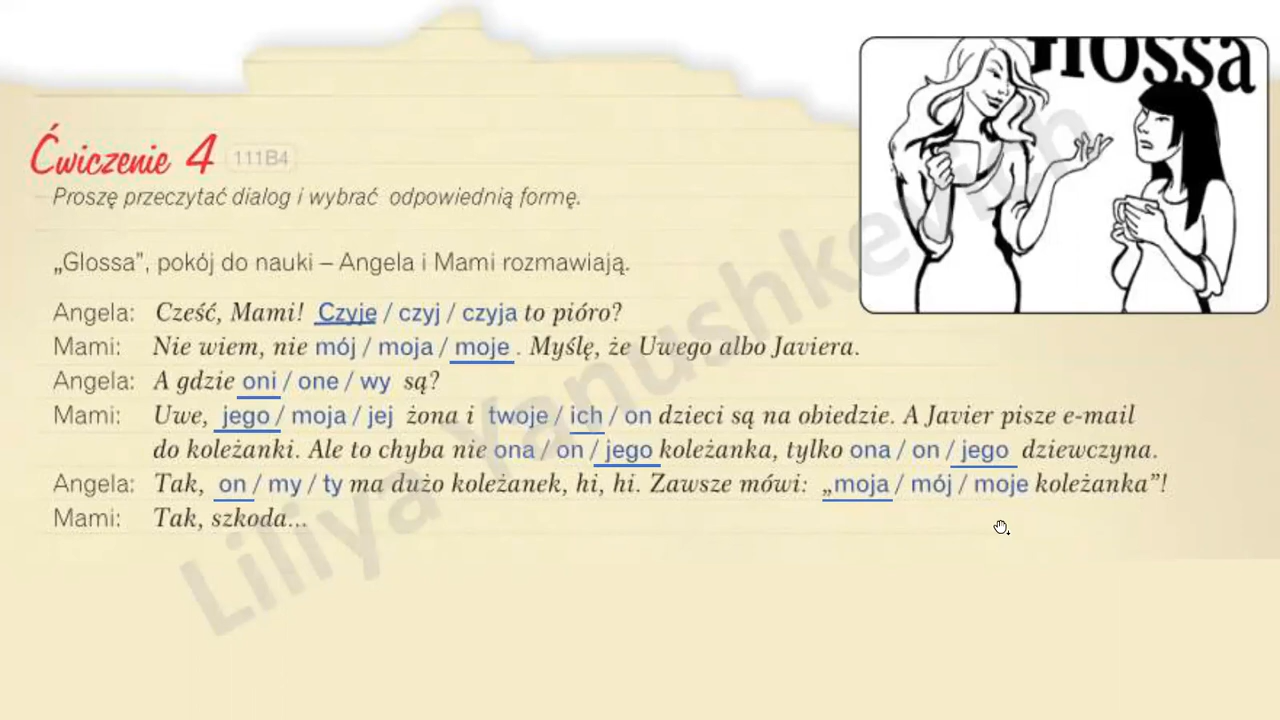 Glossa
Ćwiczenie 4 111B4
Proszę przeczytać dialog i wybrać odpowiednią formę.
„Glossa”, pokój do nauki – Angela i Mami rozmawiają.
Angela: Cześć, Mami! Czyje / czyj / czyja to pióro?
Mami: Nie wiem, nie mój / moja / moje . Myślę, że Uwego albo Javiera.
Angela: A gdzie oni / one / wy są?
Mami: Uwe, jego / moja / jej żona i twoje / ich / on dzieci są na obiedzie. A Javier pisze e-mail
do koleżanki. Ale to chyba nie ona / on / jego koleżanka, tylko ona / on / jego dziewczyna.
Angela: Tak, on / my / ty ma dużo koleżanek, hi, hi. Zawsze mówi: „moja / mój / moje koleżanka”!
Mami: Tak, szkoda...
Liliya Yanushkevich